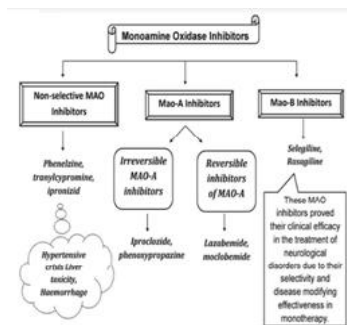 Monoamine Oxidase Inhibitors
Non-selective MAO
Inhibitors
Mao-A Inhibitors
Mao-B Inhibitors
Phenelzine,
tranylcypromine,
ipronizid
Irreversible
MAO-A
inhibitors
Reversible
inhibitors
of MAO-A
Selegiline,
Rasagiline
Hypertensive
crisis Liver
toxicity,
Haemorrhage
Iproclozide,
phenoxypropazine
Lazabemide,
moclobemide
These MAO
inhibitors proved
their clinical efficacy
in the treatment of
neurological
disorders due to their
selectivity and
disease modifying
effectiveness in
monotherapy.